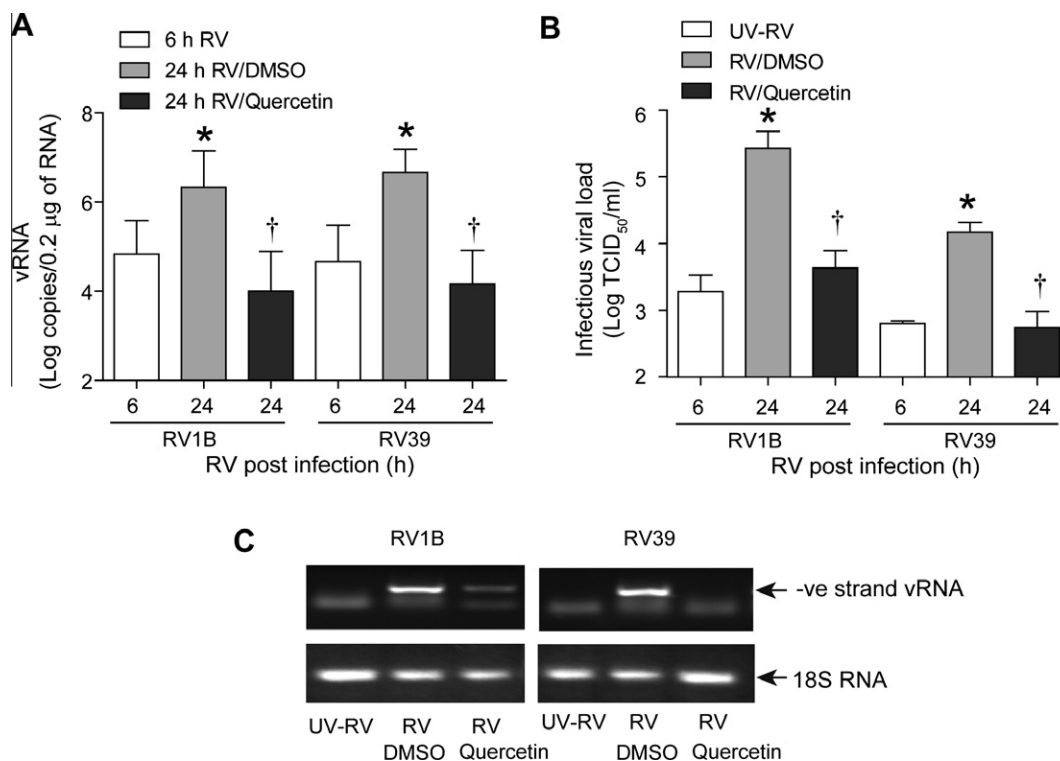 A
6 h RV
24 h RV/DMSO
24 h RV/Quercetin
vRNA
(Log copies/0.2 μg of RNA)
8
6
4
2
*
†
*
†
6 24 24 6 24 24
RV1B RV39
RV post infection (h)
B
UV-RV
RV/DMSO
RV/Quercetin
Infectious viral load
(Log TCID50/ml)
6
5
4
3
2
*
†
*
†
6 24 24 6 24 24
RV1B RV39
RV post infection (h)
C
RV1B RV39
-ve strand vRNA
18S RNA
UV-RV RV RV UV-RV RV RV
DMSO Quercetin DMSO Quercetin